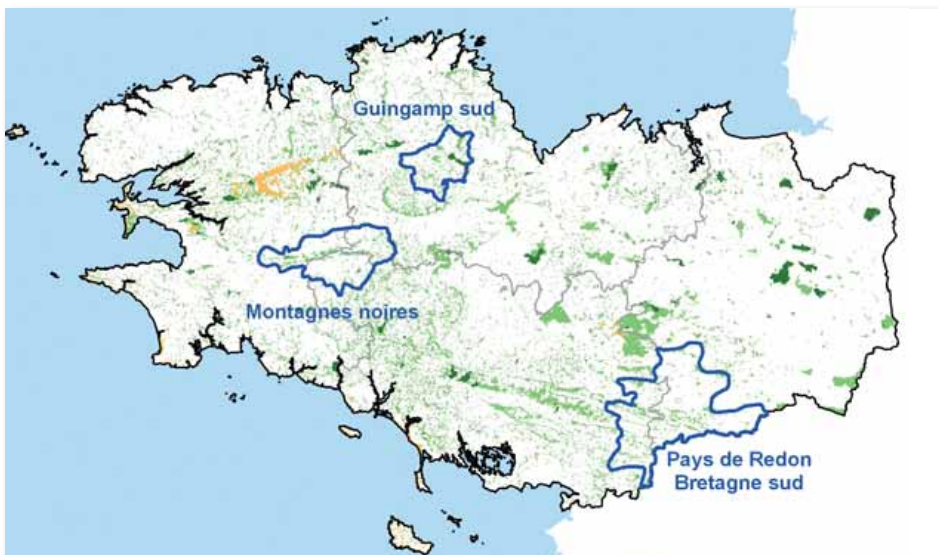 Guingamp sud
Montagnes noires
Pays de Redon
Bretagne sud